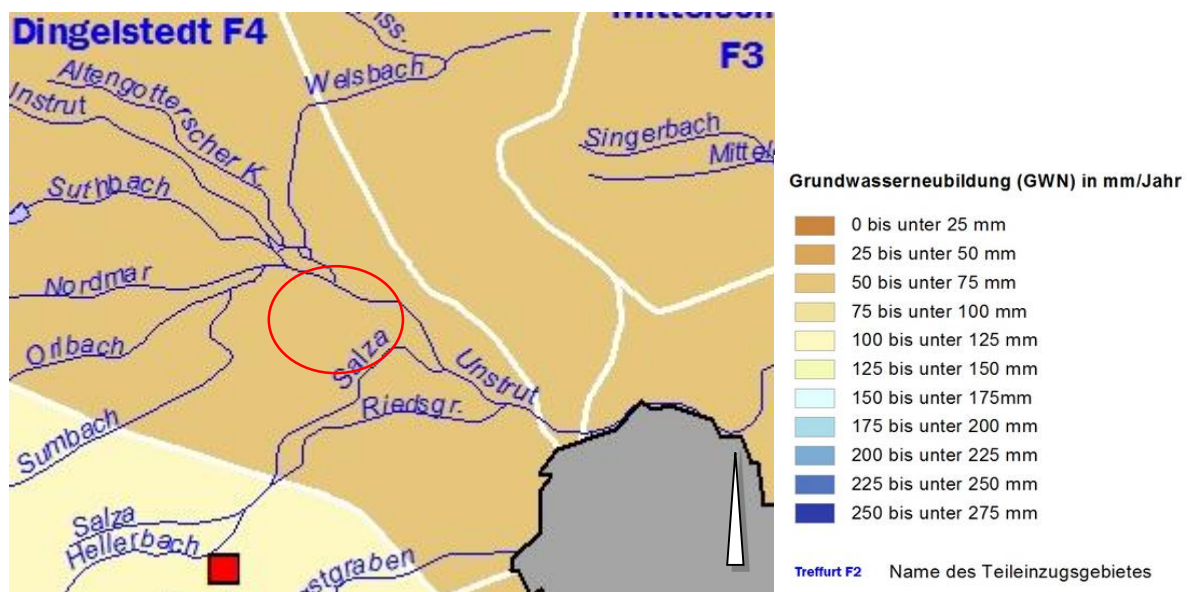 Dingelstedt F4
F3
Altengotterscher K.
Instrut
Welsbach
Singerbach
Suthbach
Nordmar
Salza
Unstrut
Riedsgr.
Sumbach
Salza
Hellerbach
Grundwasserneubildung (GWN) in mm/Jahr
0 bis unter 25 mm
25 bis unter 50 mm
50 bis unter 75 mm
75 bis unter 100 mm
100 bis unter 125 mm
125 bis unter 150 mm
150 bis unter 175mm
175 bis unter 200 mm
200 bis unter 225 mm
225 bis unter 250 mm
250 bis unter 275 mm
Treffurt F2 Name des Teileinzugsgebietes